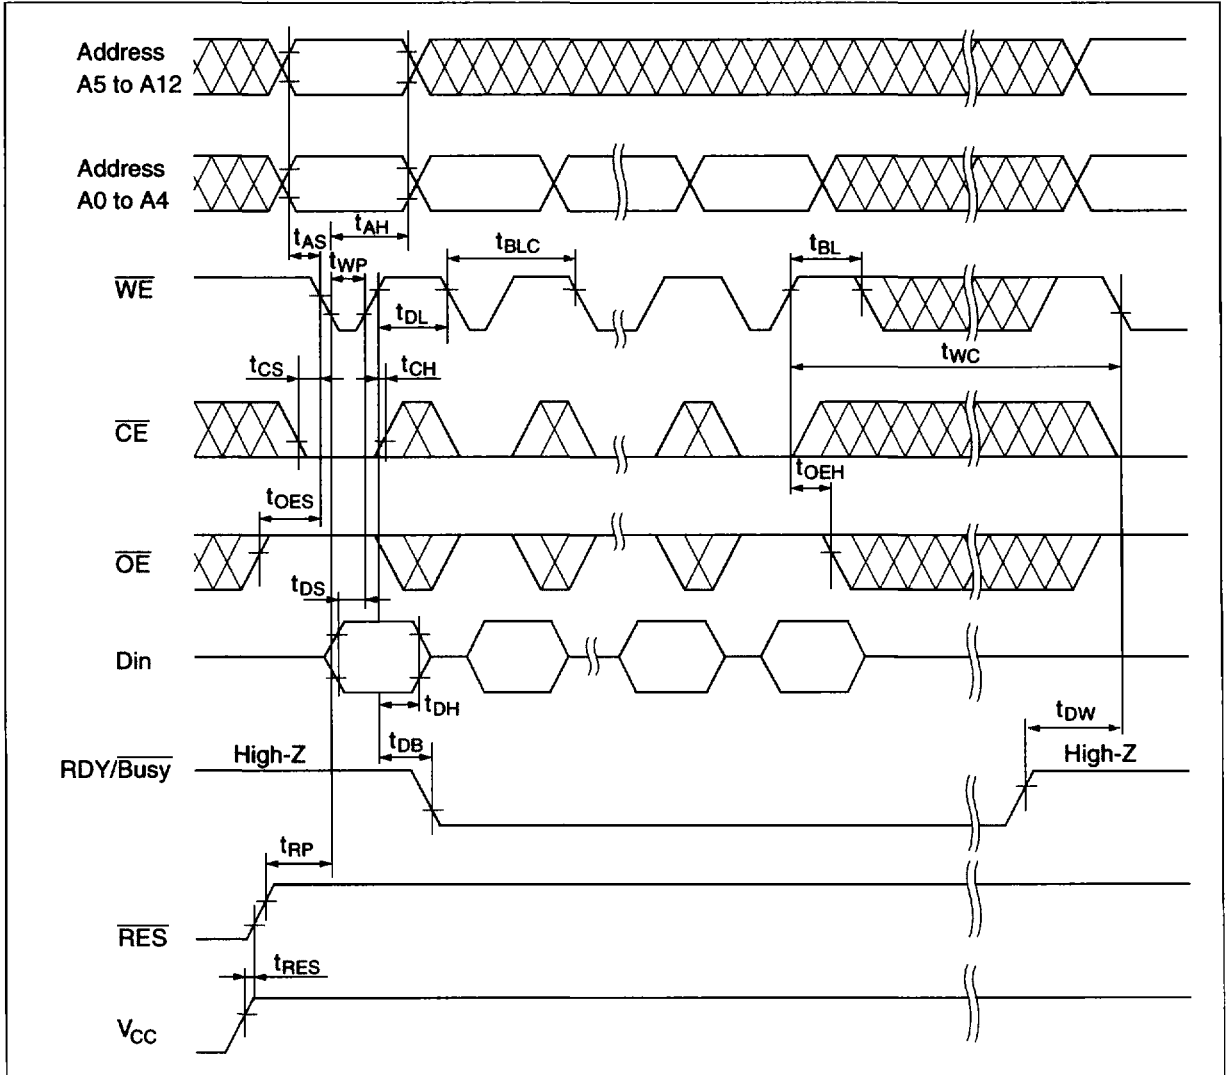 Address
A5 to A12
Address
A0 to A4
tAS
tAH
tWP
tBLC
tBL
WE
tDL
tWC
tCS
tCH
CE
tOES
tOEH
OE
tDS
Din
tDH
tDW
tDB
High-Z
High-Z
RDY/Busy
tRP
RES
tRES
VCC